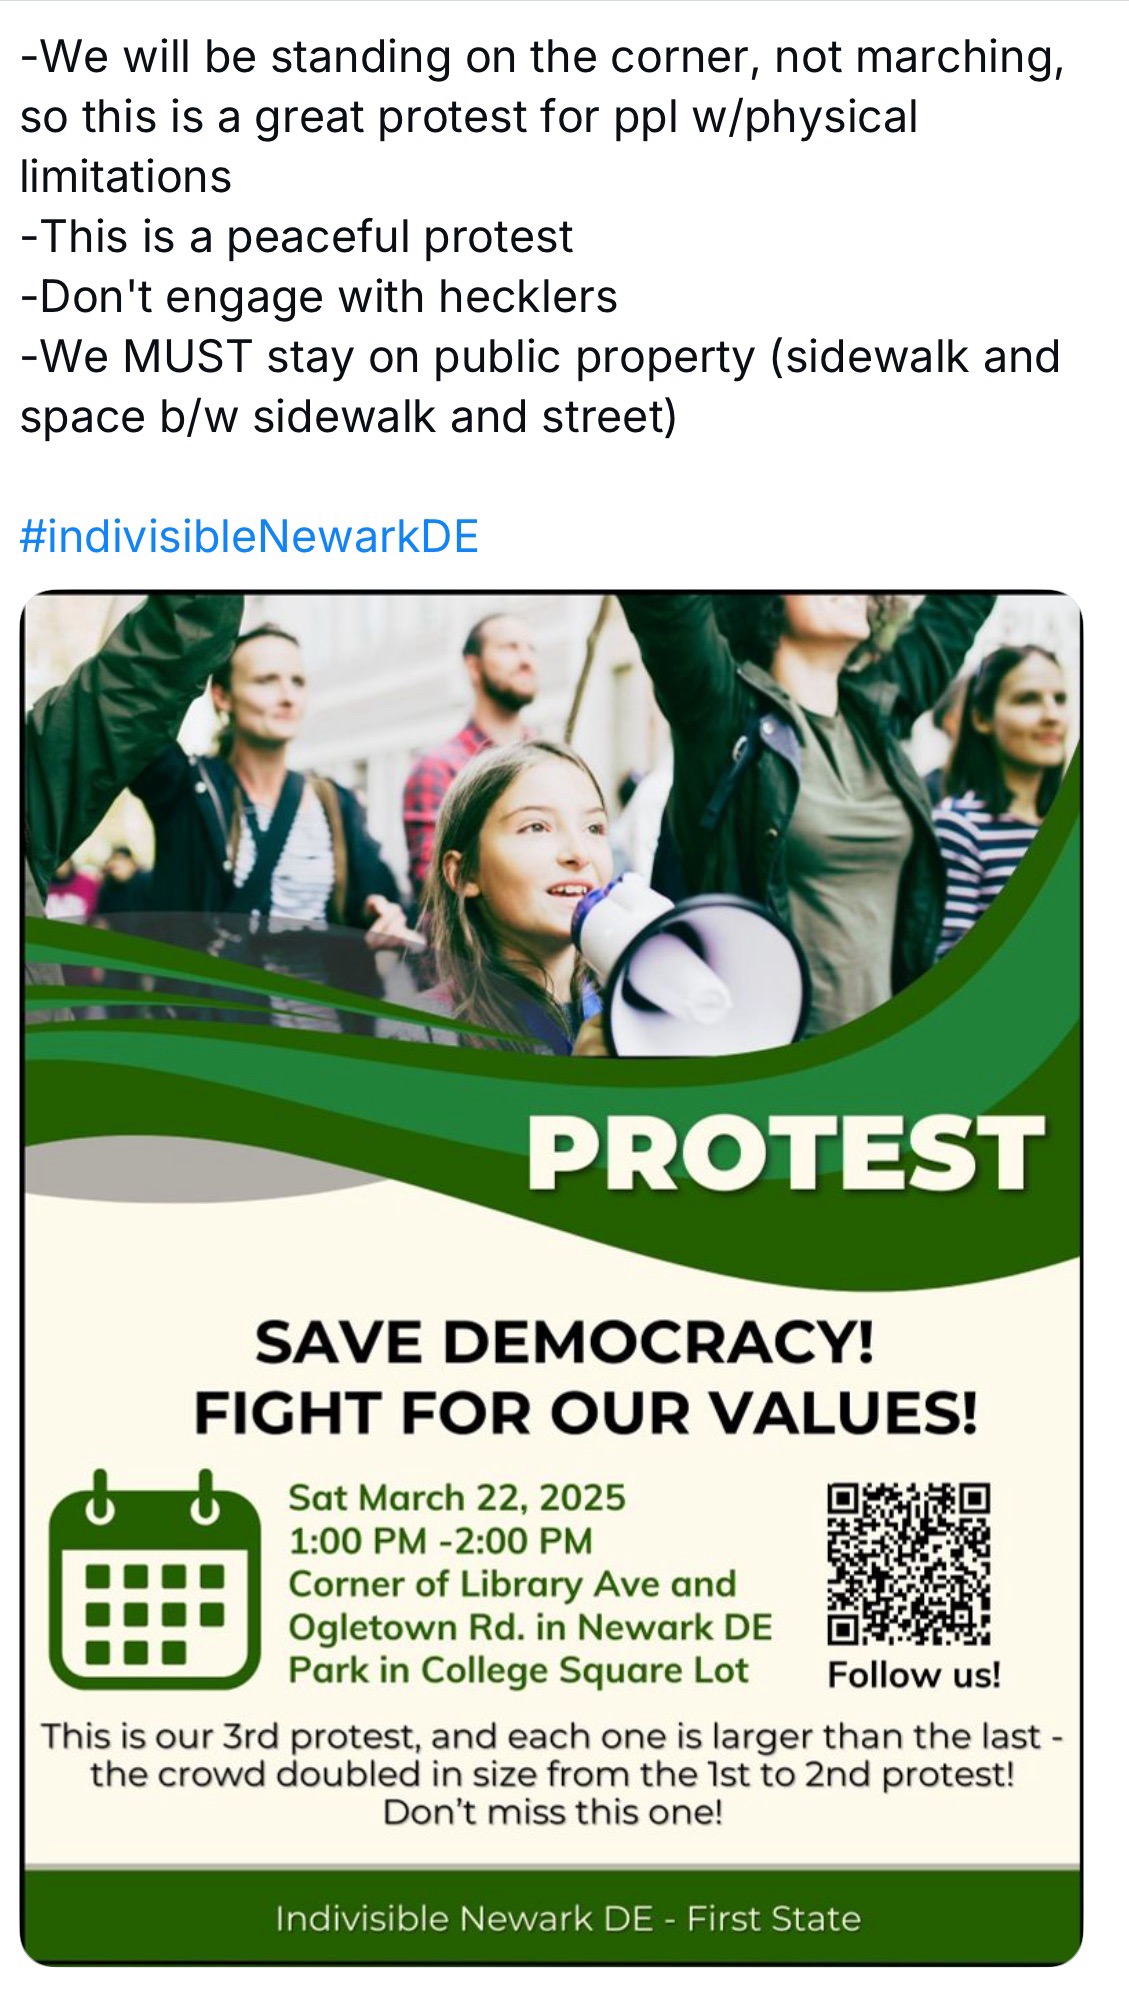 -We will be standing on the corner, not marching,
so this is a great protest for ppl w/physical
limitations
-This is a peaceful protest
-Don't engage with hecklers
-We MUST stay on public property (sidewalk and
space b/w sidewalk and street)
#indivisibleNewarkDE
PROTEST
SAVE DEMOCRACY!
FIGHT FOR OUR VALUES!
Sat March 22, 2025
1:00 PM -2:00 PM
Corner of Library Ave and
Ogletown Rd. in Newark DE
Park in College Square Lot
Follow us!
This is our 3rd protest, and each one is larger than the last -
the crowd doubled in size from the 1st to 2nd protest!
Don't miss this one!
Indivisible Newark DE - First State